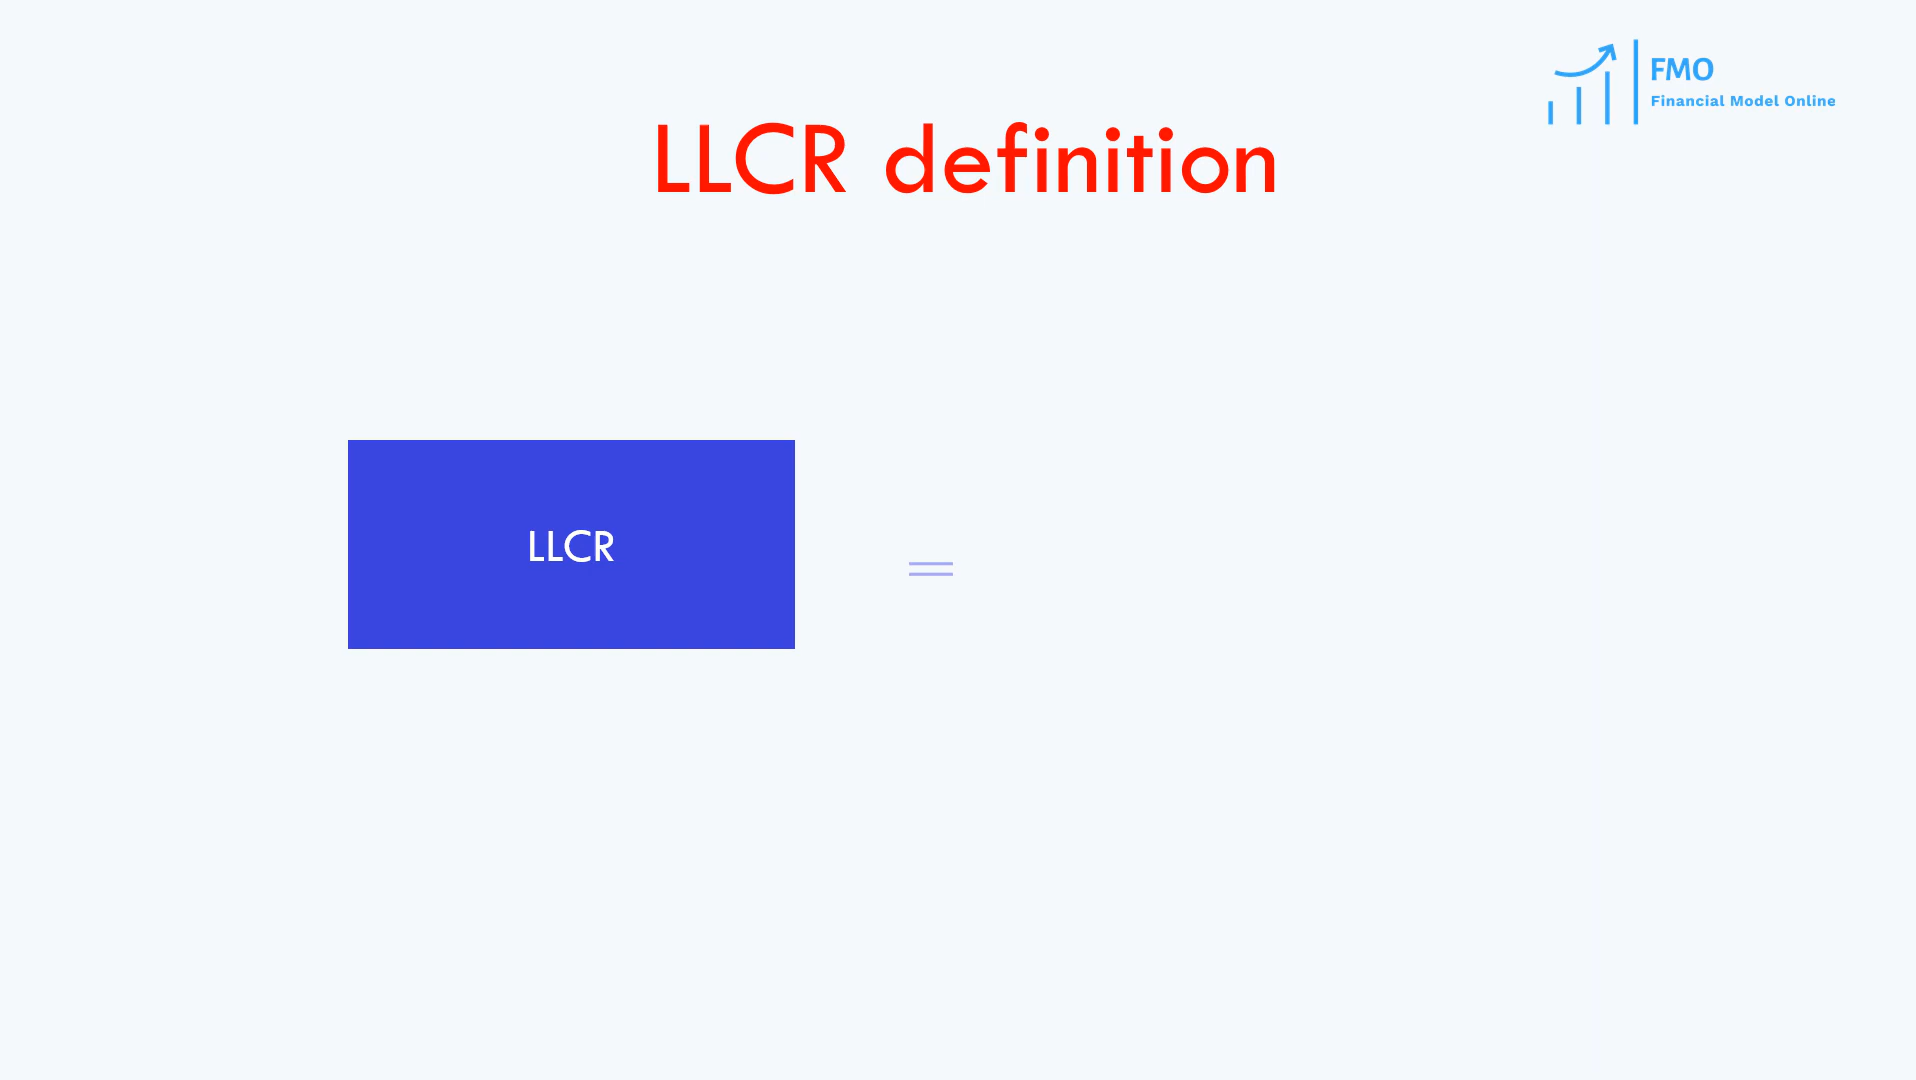 FMO
Financial Model Online
LLCR definition
LLCR
=